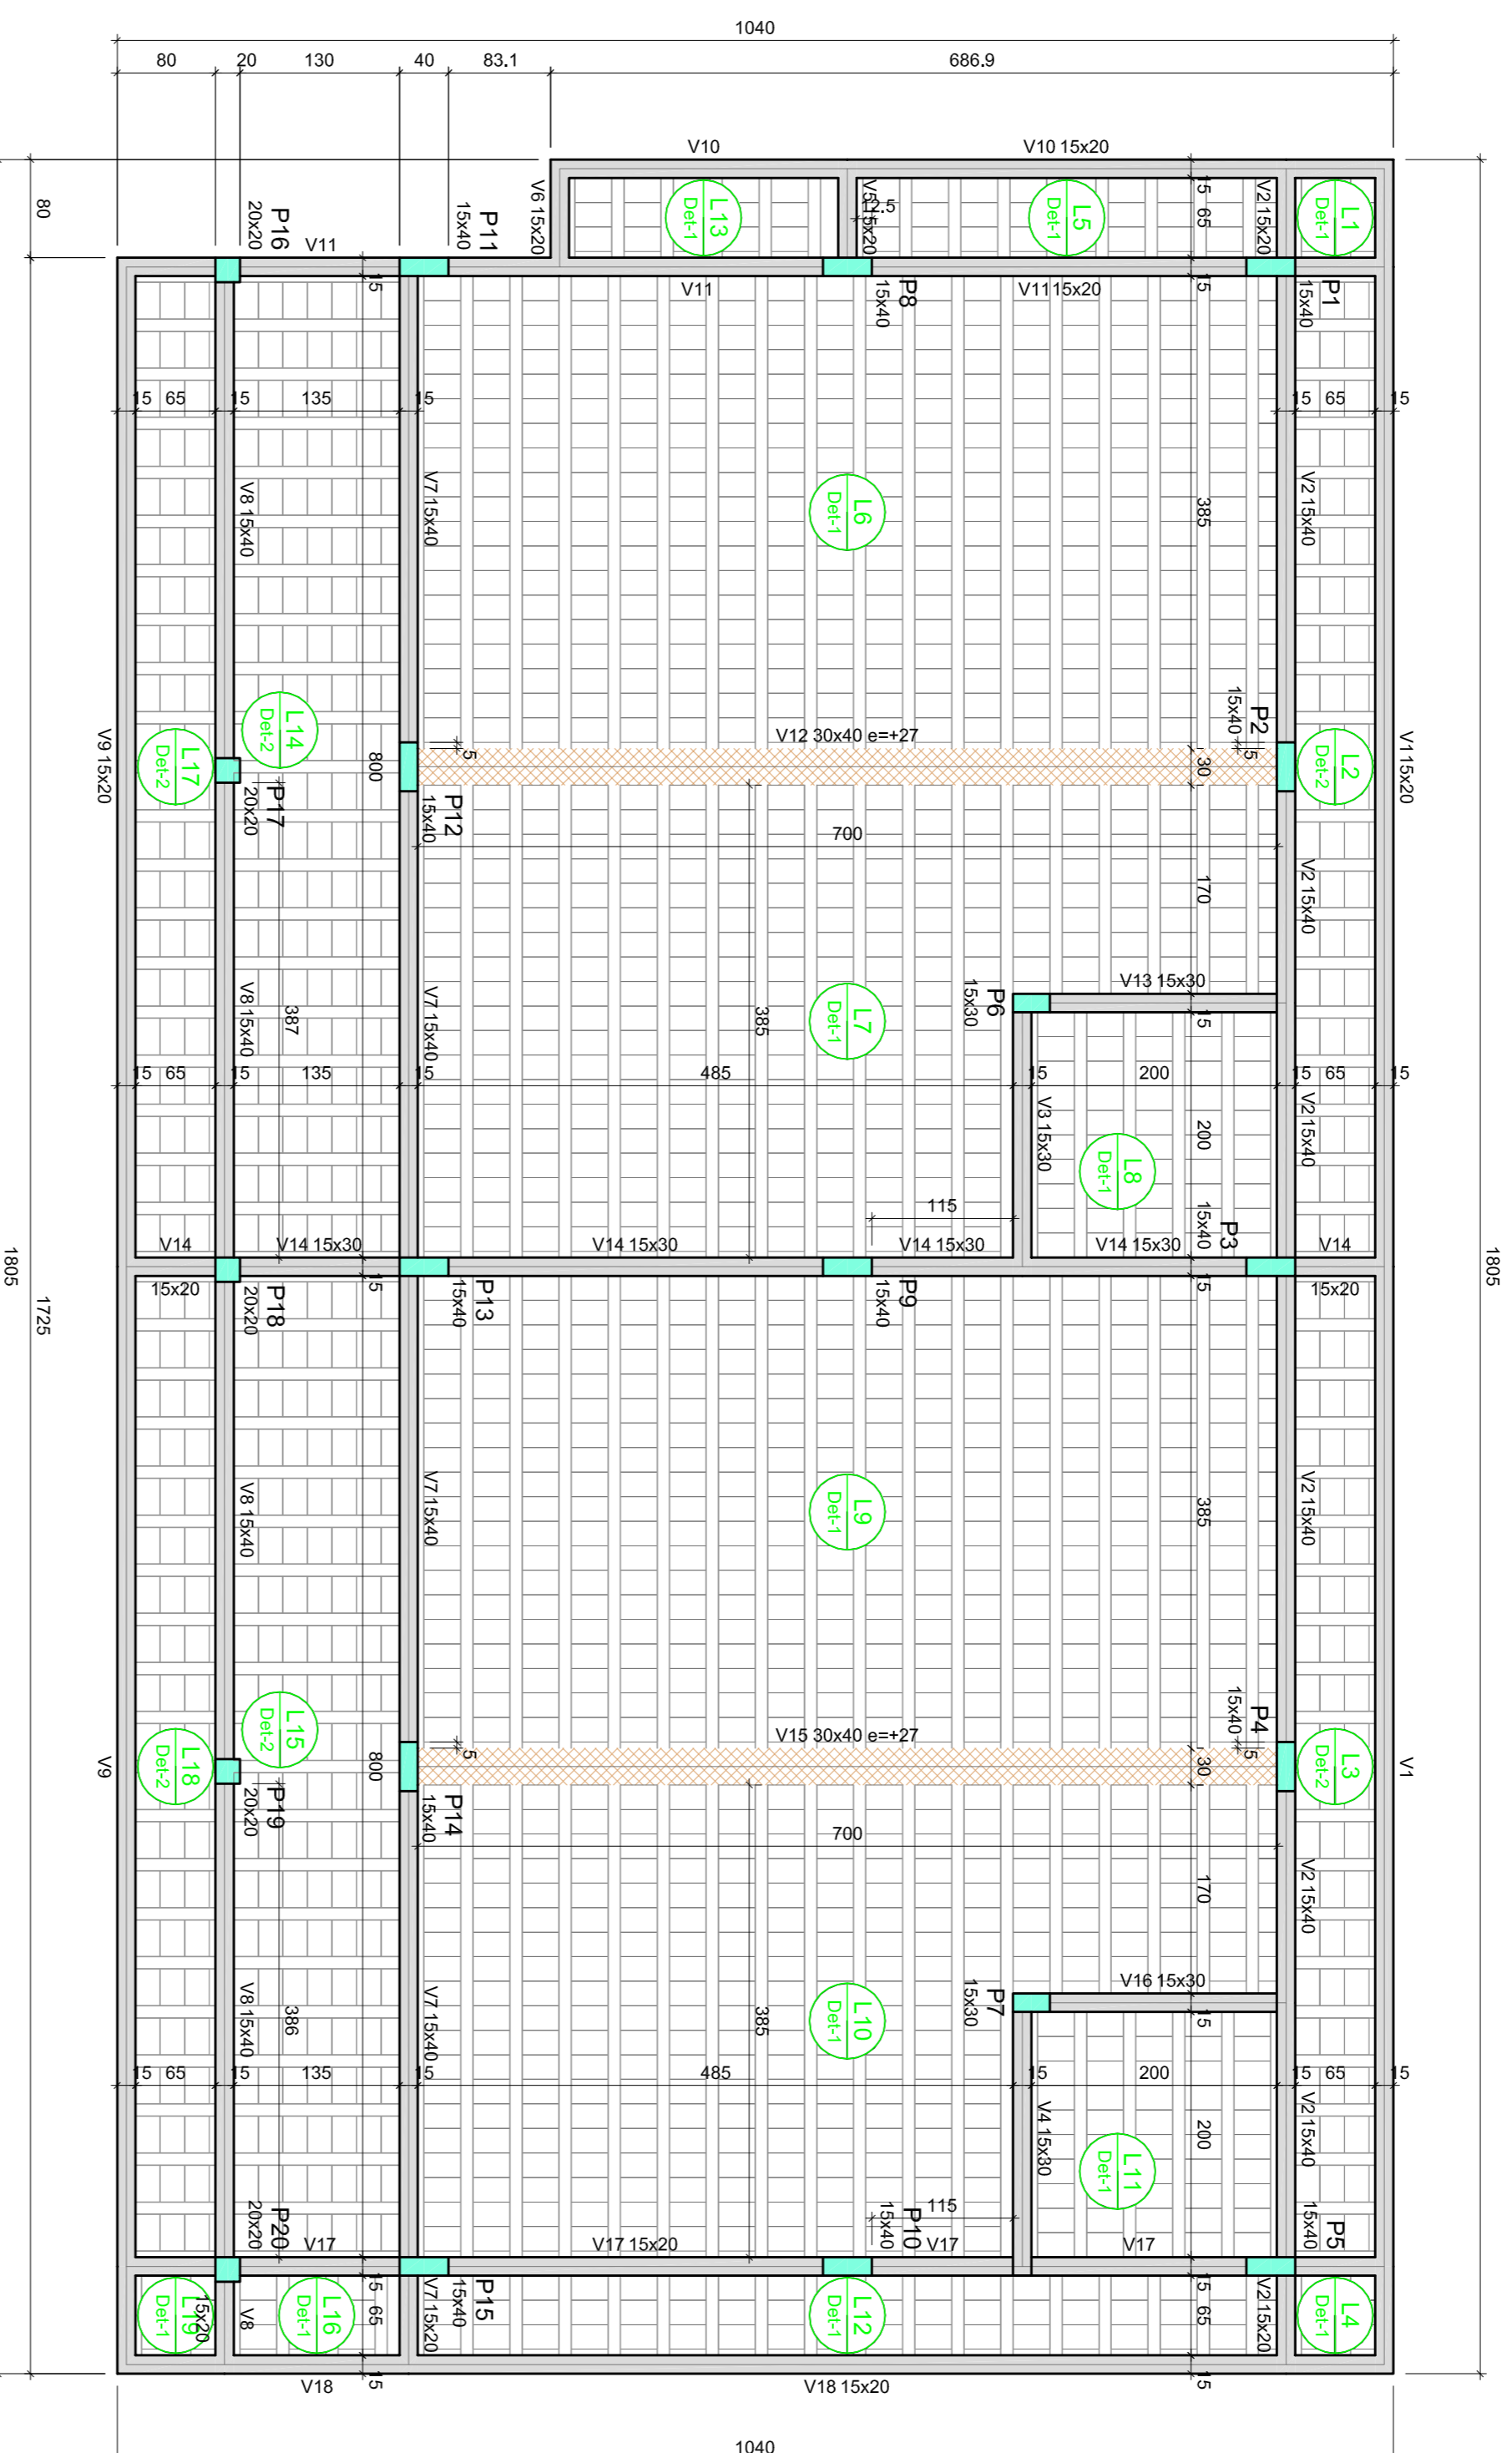 1040
80
20
130
40
83.1
686.9
V10
V10 15x20
80
P16
20x20
V11
P11
15x40
V6 15x20
L13
Det-1
V5 15x20
12.5
L5
Det-1
15
65
V2 15x20
L1
Det-1
15
V11
P8
15x40
V11 15x20
15
P1
15x40
15
65
15
135
15
15
65
15
V7 15x40
V8 15x40
L6
Det-1
385
V2 15x40
V9 15x20
L17
Det-2
L14
Det-2
800
P17
20x20
5
P12
15x40
V12 30x40 e=+27
P2
15x40
5
30
L2
Det-2
V1 15x20
700
170
V2 15x40
V8 15x40
387
V7 15x40
385
L7
Det-1
P6
15x30
V13 15x30
15
15
65
15
135
15
485
15
200
15
65
15
V3 15x30
L8
Det-1
200
V2 15x40
115
P3
15x40
V14
V14 15x30
V14 15x30
V14 15x30
V14 15x30
V14
15x20
P18
20x20
15
P13
15x40
P9
15x40
15
15x20
1805
1725
1805
V8 15x40
V7 15x40
L9
Det-1
385
V2 15x40
V9
L18
Det-2
L15
Det-2
800
P19
20x20
5
P14
15x40
V15 30x40 e=+27
P4
15x40
5
30
L3
Det-2
V1
700
170
V2 15x40
V8 15x40
386
V7 15x40
385
L10
Det-1
P7
15x30
V16 15x30
15
15
65
15
135
15
485
15
200
15
65
15
V4 15x30
L11
Det-1
200
V2 15x40
115
P10
15x40
P5
15x40
P20
20x20
V17
V17 15x20
V17
V17
L19
Det-1
15x20
V8
L16
Det-1
15
65
V7 15x20
P15
15x40
L12
Det-1
15
65
V2 15x20
L4
Det-1
V18
15
V18 15x20
15
1040